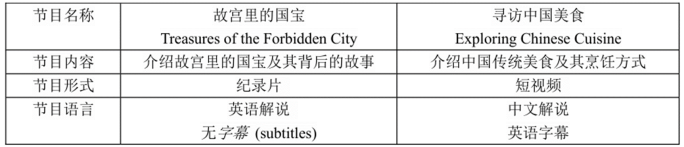 节目名称 故宫里的国宝 寻访中国美食
Treasures of the Forbidden City Exploring Chinese Cuisine
节目内容 介绍故宫里的国宝及其背后的故事 介绍中国传统美食及其烹饪方式
节目形式 纪录片 短视频
节目语言 英语解说 中文解说
无字幕 (subtitles) 英语字幕